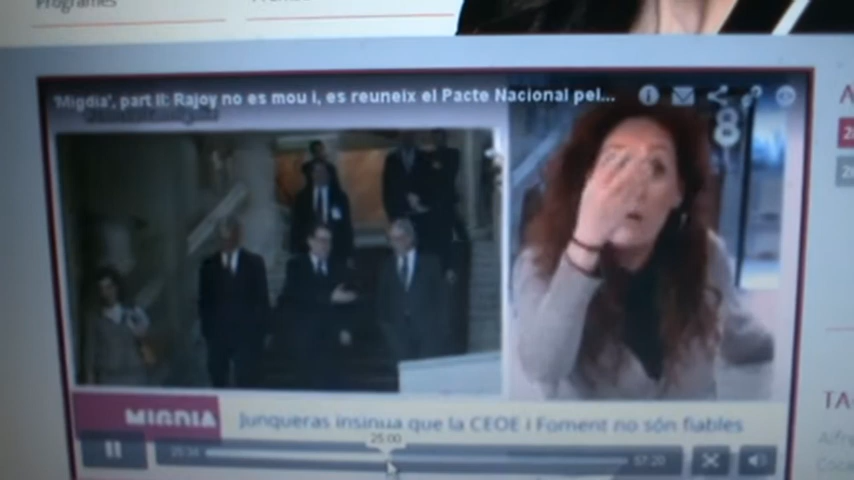 Programes
'Migdia', part II: Rajoy no es mou i, es reuneix el Pacte Nacional pel...
8
MIGDIA
Junqueras insinua que la CEOE i Foment no són fiables
25:00
57:20
TA